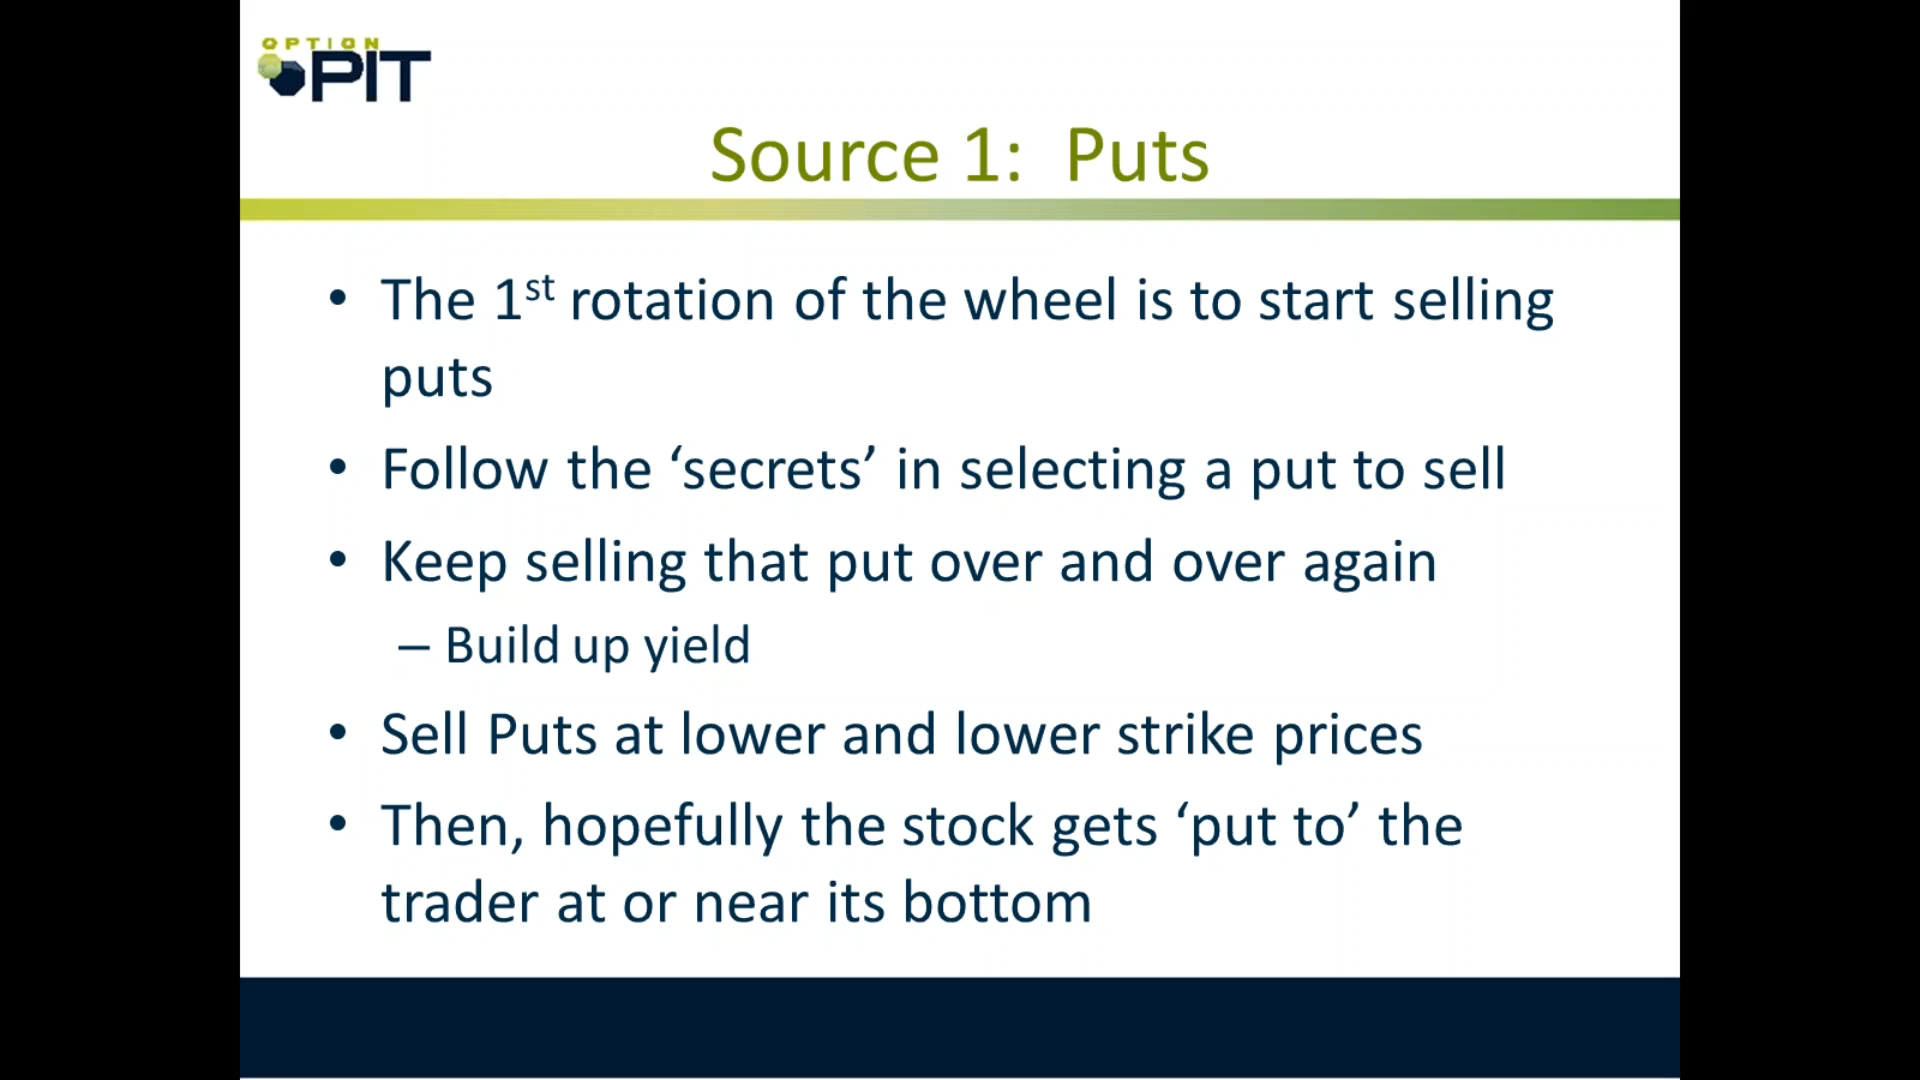 OPTION
PIT
Source 1:  Puts
• The 1st rotation of the wheel is to start selling
puts
• Follow the ‘secrets’ in selecting a put to sell
• Keep selling that put over and over again
– Build up yield
• Sell Puts at lower and lower strike prices
• Then, hopefully the stock gets ‘put to’ the
trader at or near its bottom